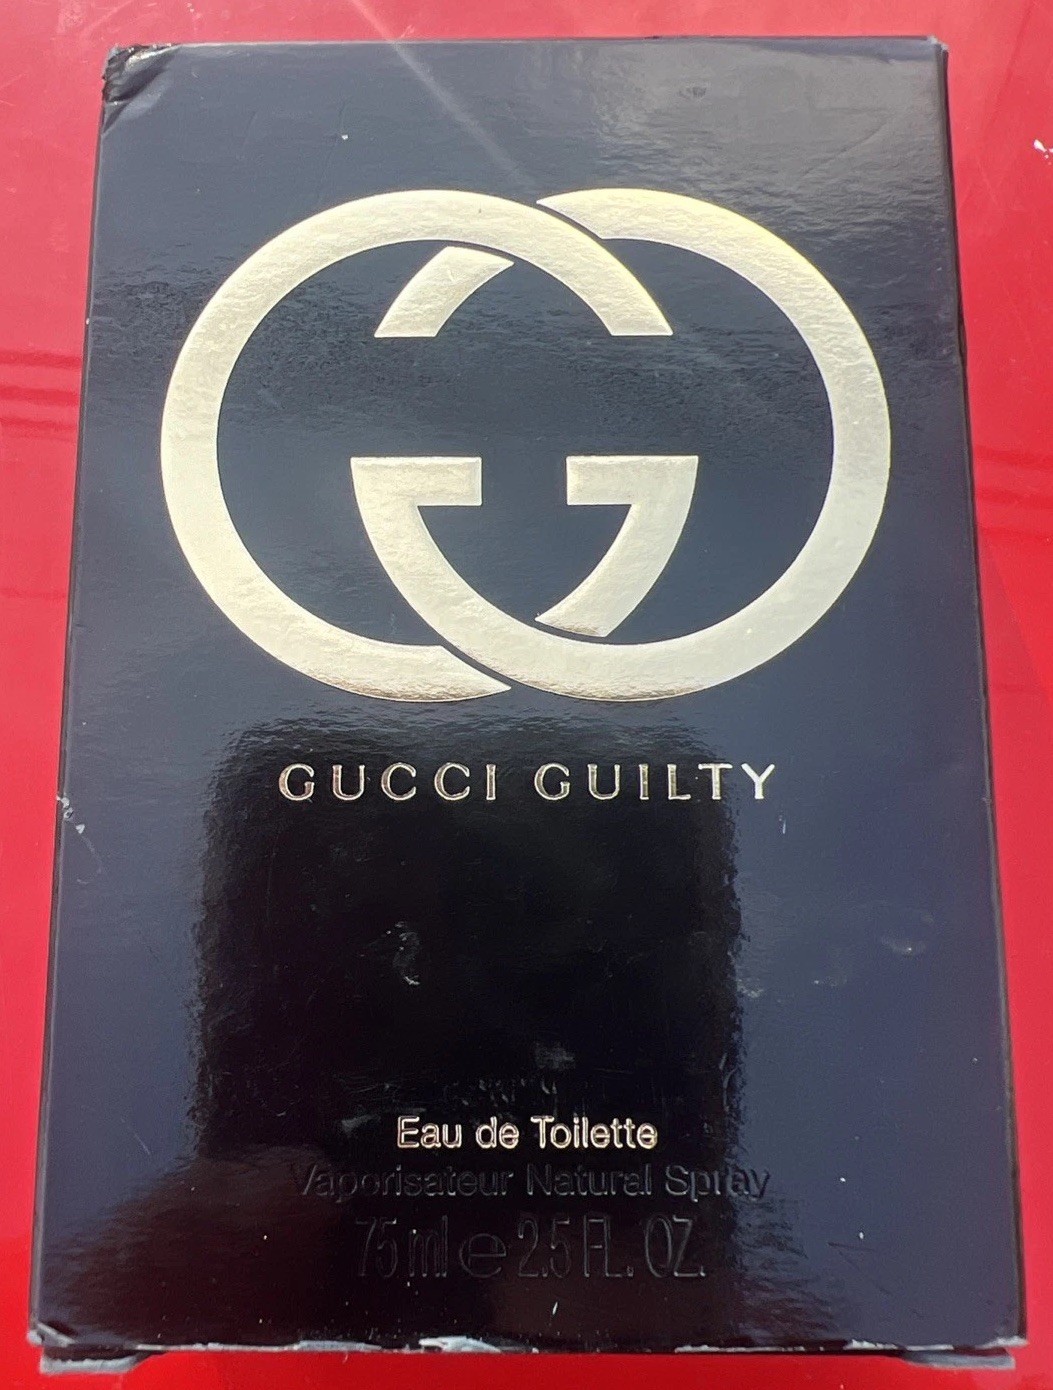 GUCCI GUILTY
Eau de Toilette
Vaporisateur Natural Spray
75 ml e 2.5 FL. OZ.